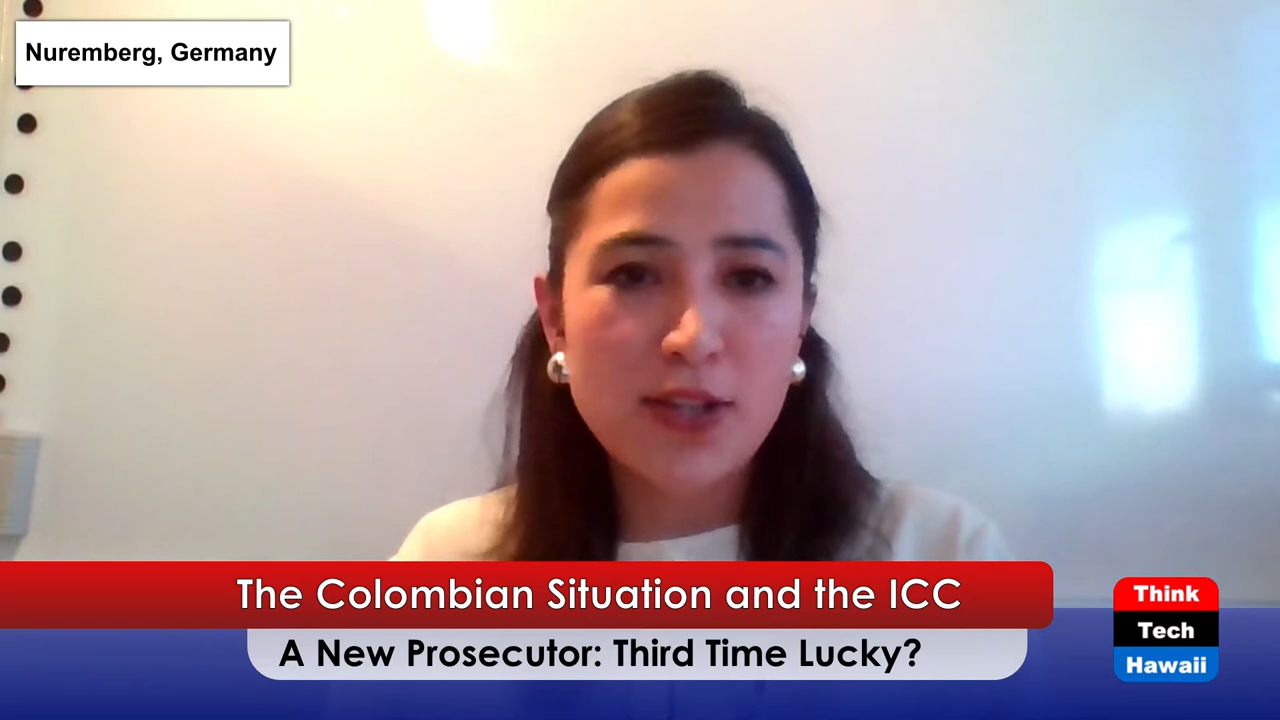 Nuremberg, Germany
The Colombian Situation and the ICC
A New Prosecutor: Third Time Lucky?
Think
Tech
Hawaii